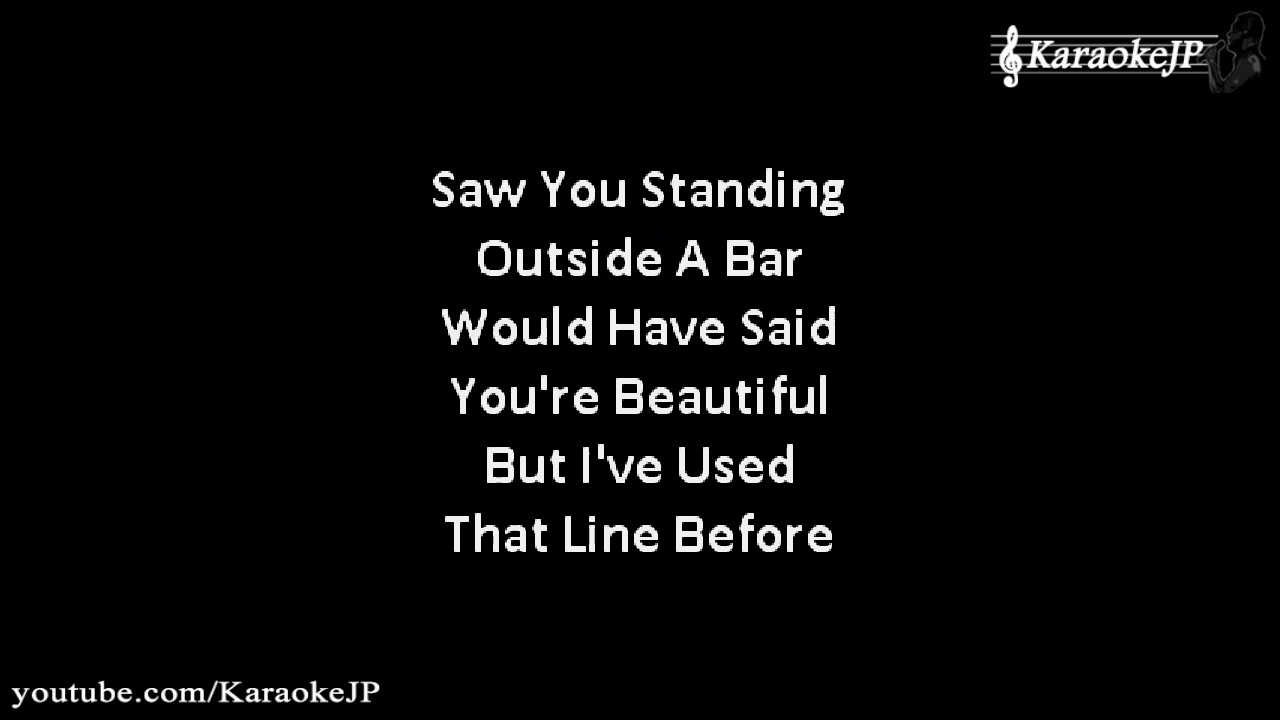 KaraokeJP
Saw You Standing
Outside A Bar
Would Have Said
You're Beautiful
But I've Used
That Line Before
youtube.com/KaraokeJP